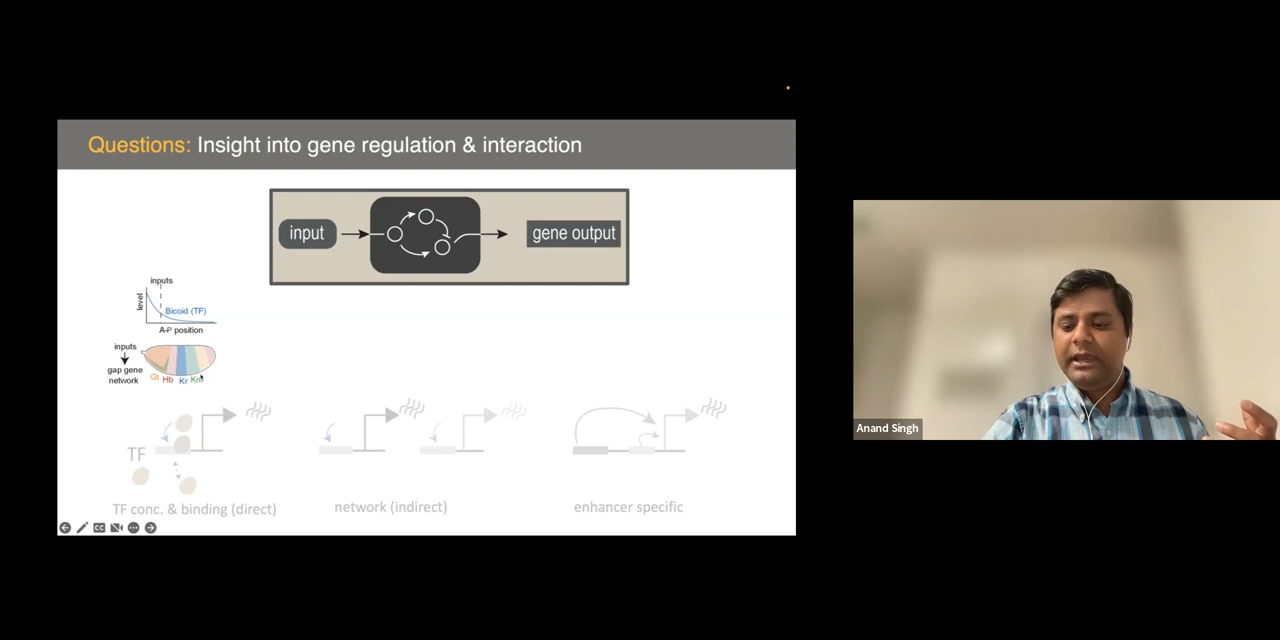 Questions: Insight into gene regulation & interaction
input
gene output
inputs
level
Bicoid (TF)
A-P position
inputs
gap gene
network
Gt Hb Kr Kni
TF
TF conc. & binding (direct)
network (indirect)
enhancer specific
CC
Anand Singh